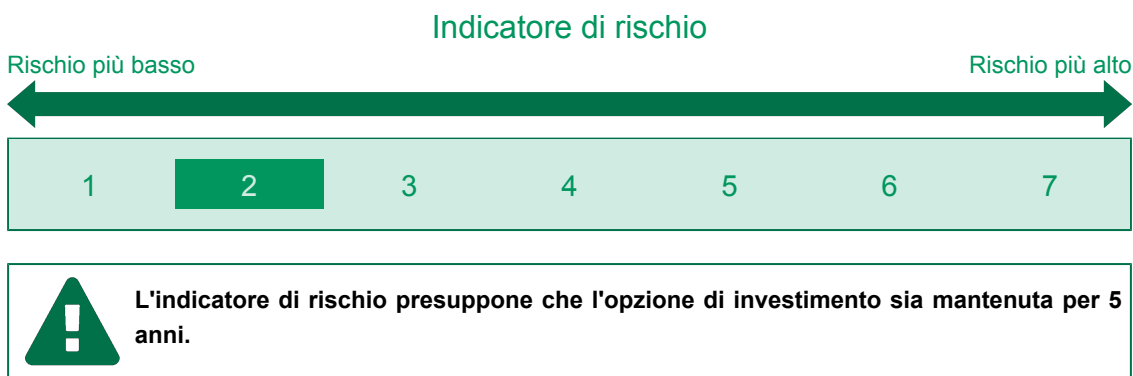 Indicatore di rischio
Rischio più basso
Rischio più alto
1 2 3 4 5 6 7
L'indicatore di rischio presuppone che l'opzione di investimento sia mantenuta per 5
anni.